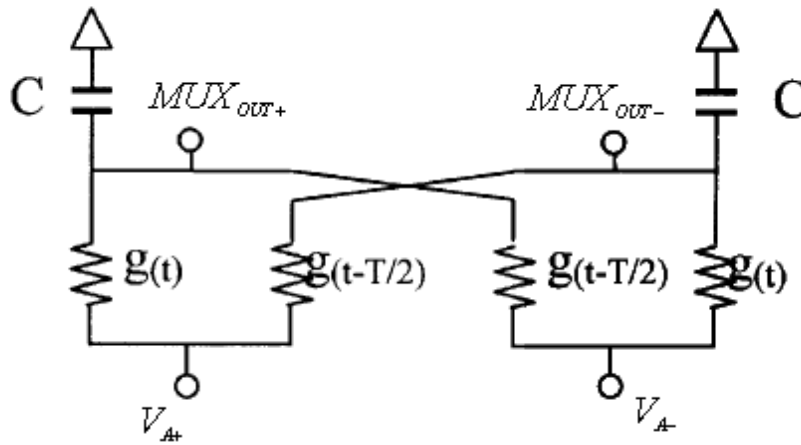 C
MUX_OUT+
MUX_OUT-
C
g(t)
g(t-T/2)
g(t-T/2)
g(t)
V_A+
V_A-